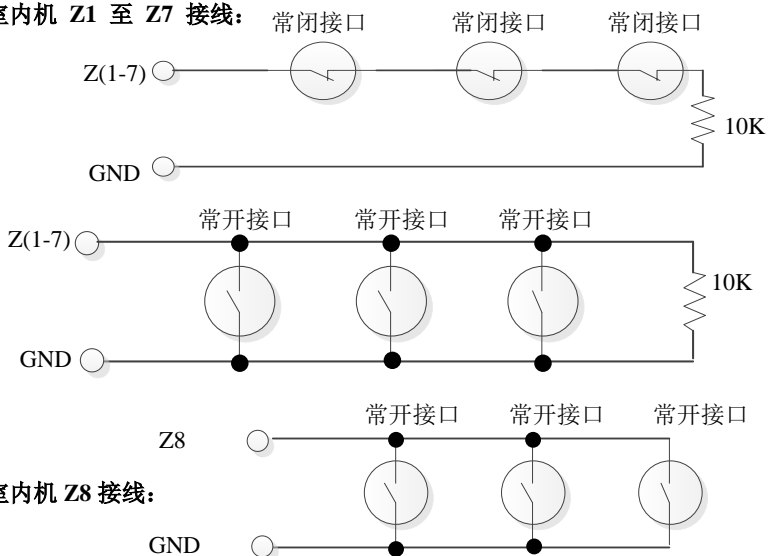 室内机 Z1 至 Z7 接线：
常闭接口 常闭接口 常闭接口
Z(1-7)
10K
GND
常开接口 常开接口 常开接口
Z(1-7)
10K
GND
常开接口 常开接口 常开接口
Z8
室内机 Z8 接线：
GND